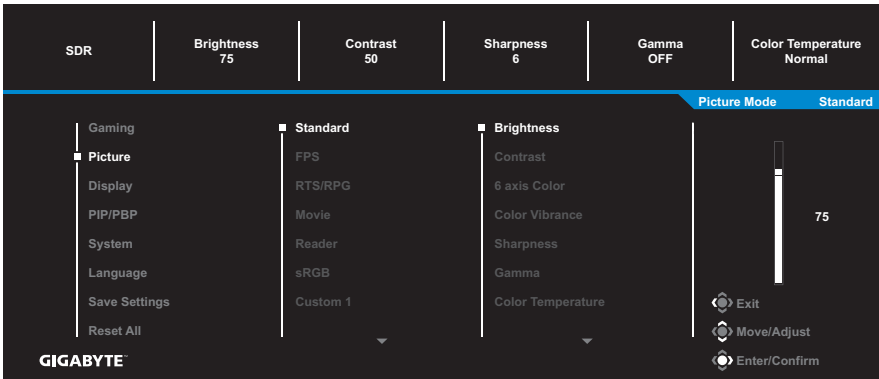 SDR
Brightness
75
Contrast
50
Sharpness
6
Gamma
OFF
Color Temperature
Normal
Picture Mode Standard
Gaming
Picture
Display
PIP/PBP
System
Language
Save Settings
Reset All
Standard
FPS
RTS/RPG
Movie
Reader
sRGB
Custom 1
Brightness
Contrast
6 axis Color
Color Vibrance
Sharpness
Gamma
Color Temperature
75
Exit
Move/Adjust
Enter/Confirm
GIGABYTE™